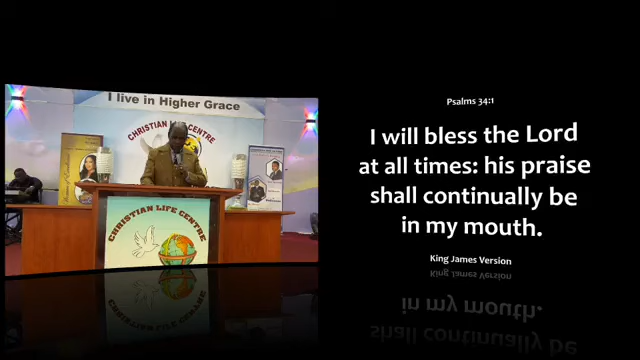 I live in Higher Grace
CHRISTIAN LIFE CENTRE
CHRISTIAN LIFE CENTRE
Psalms 34:1
I will bless the Lord
at all times: his praise
shall continually be
in my mouth.
King James Version